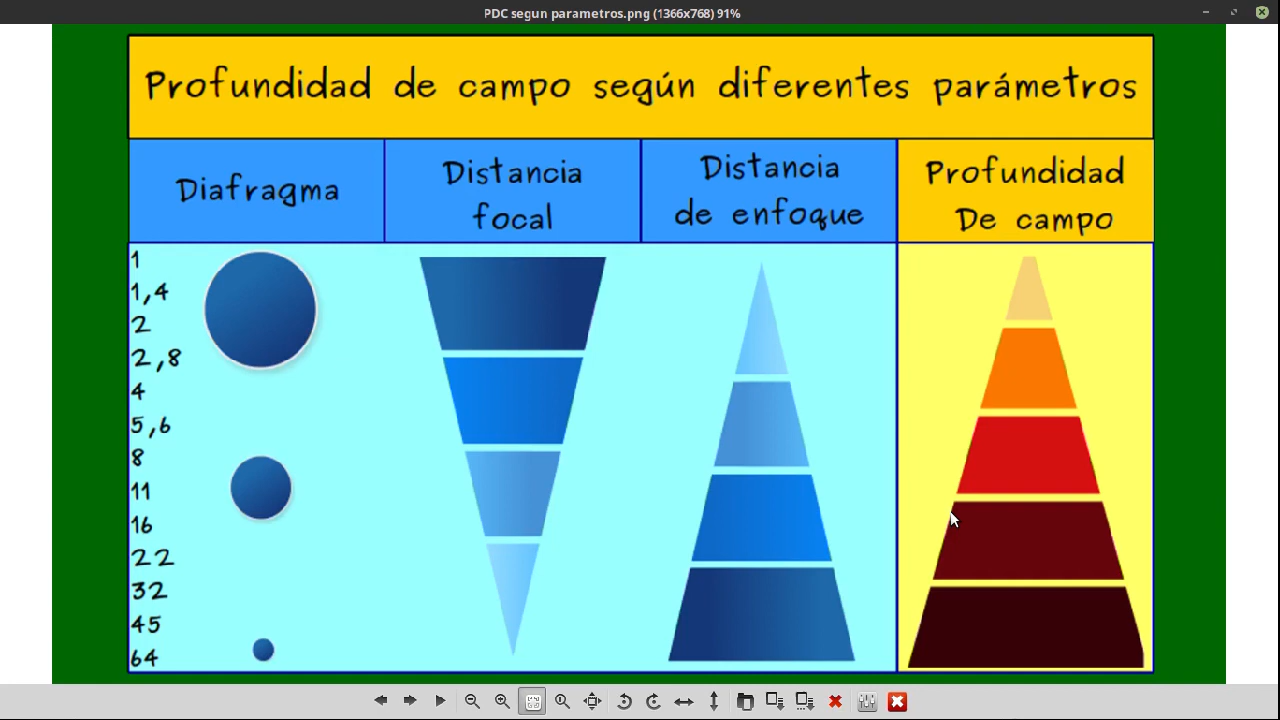 PDC segun parametros.png (1366x768) 91%
Profundidad de campo según diferentes parámetros
Diafragma
Distancia
focal
Distancia
de enfoque
Profundidad
De campo
1
1,4
2
2,8
4
5,6
8
11
16
22
32
45
64